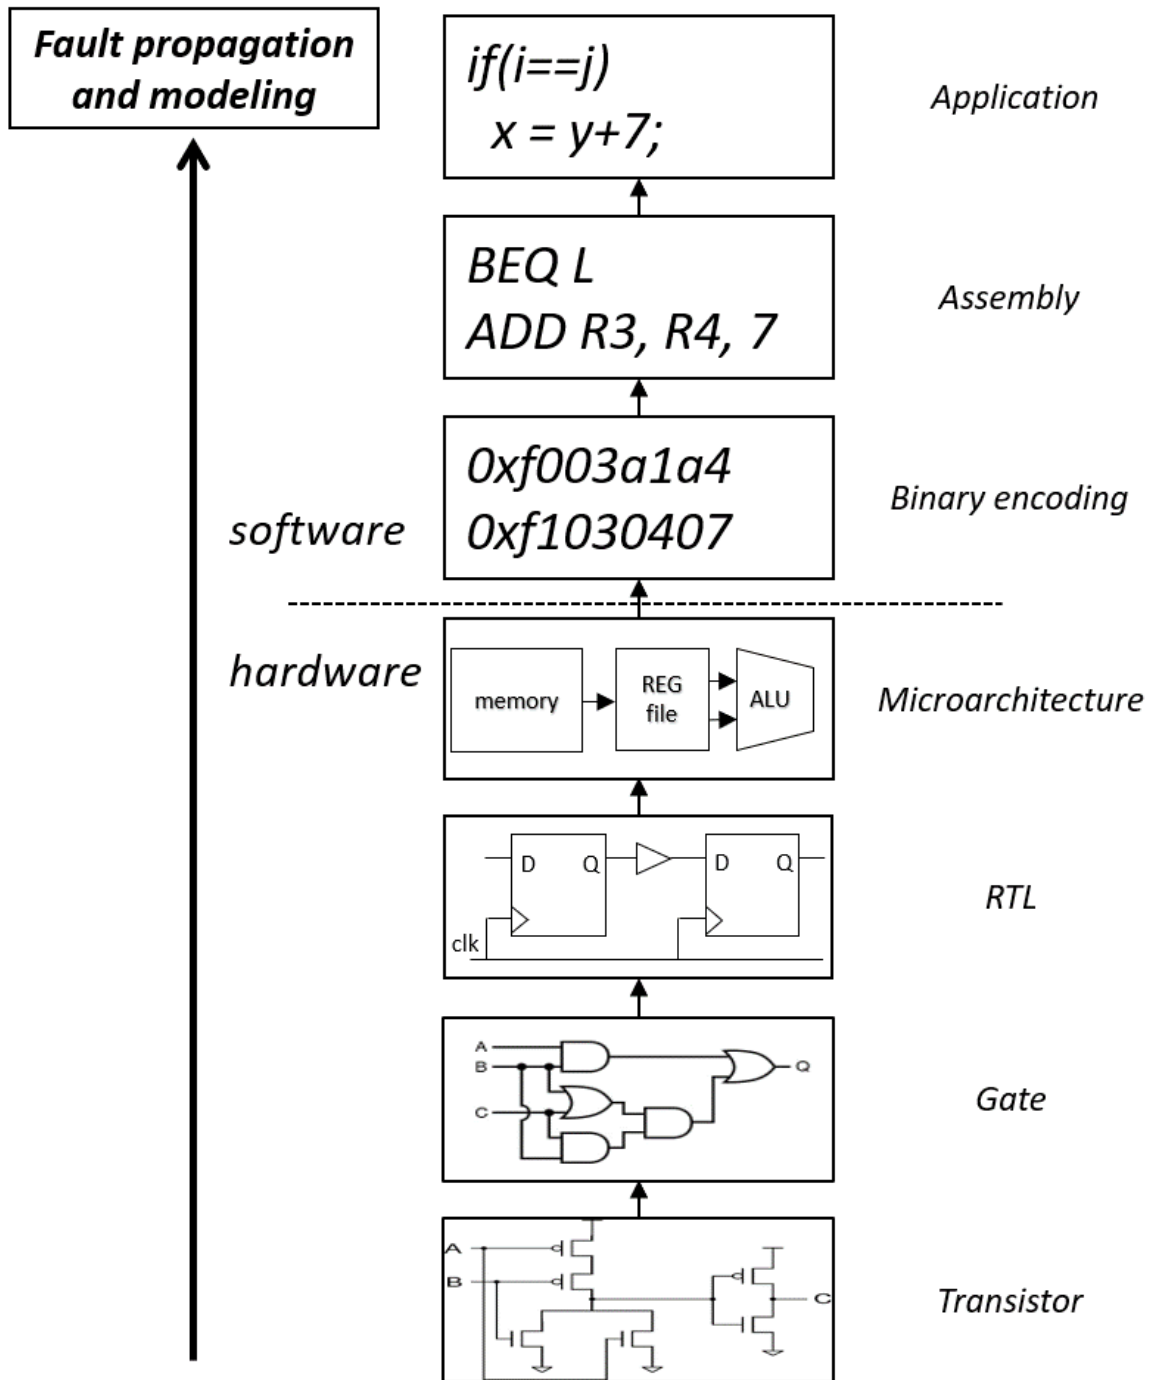 Fault propagation
and modeling
if(i==j)
x = y+7;
Application
BEQ L
ADD R3, R4, 7
Assembly
0xf003a1a4
0xf1030407
Binary encoding
software
hardware
memory
REG
file
ALU
Microarchitecture
D Q
D Q
clk
RTL
A
B
C
Q
Gate
A
B
C
Transistor